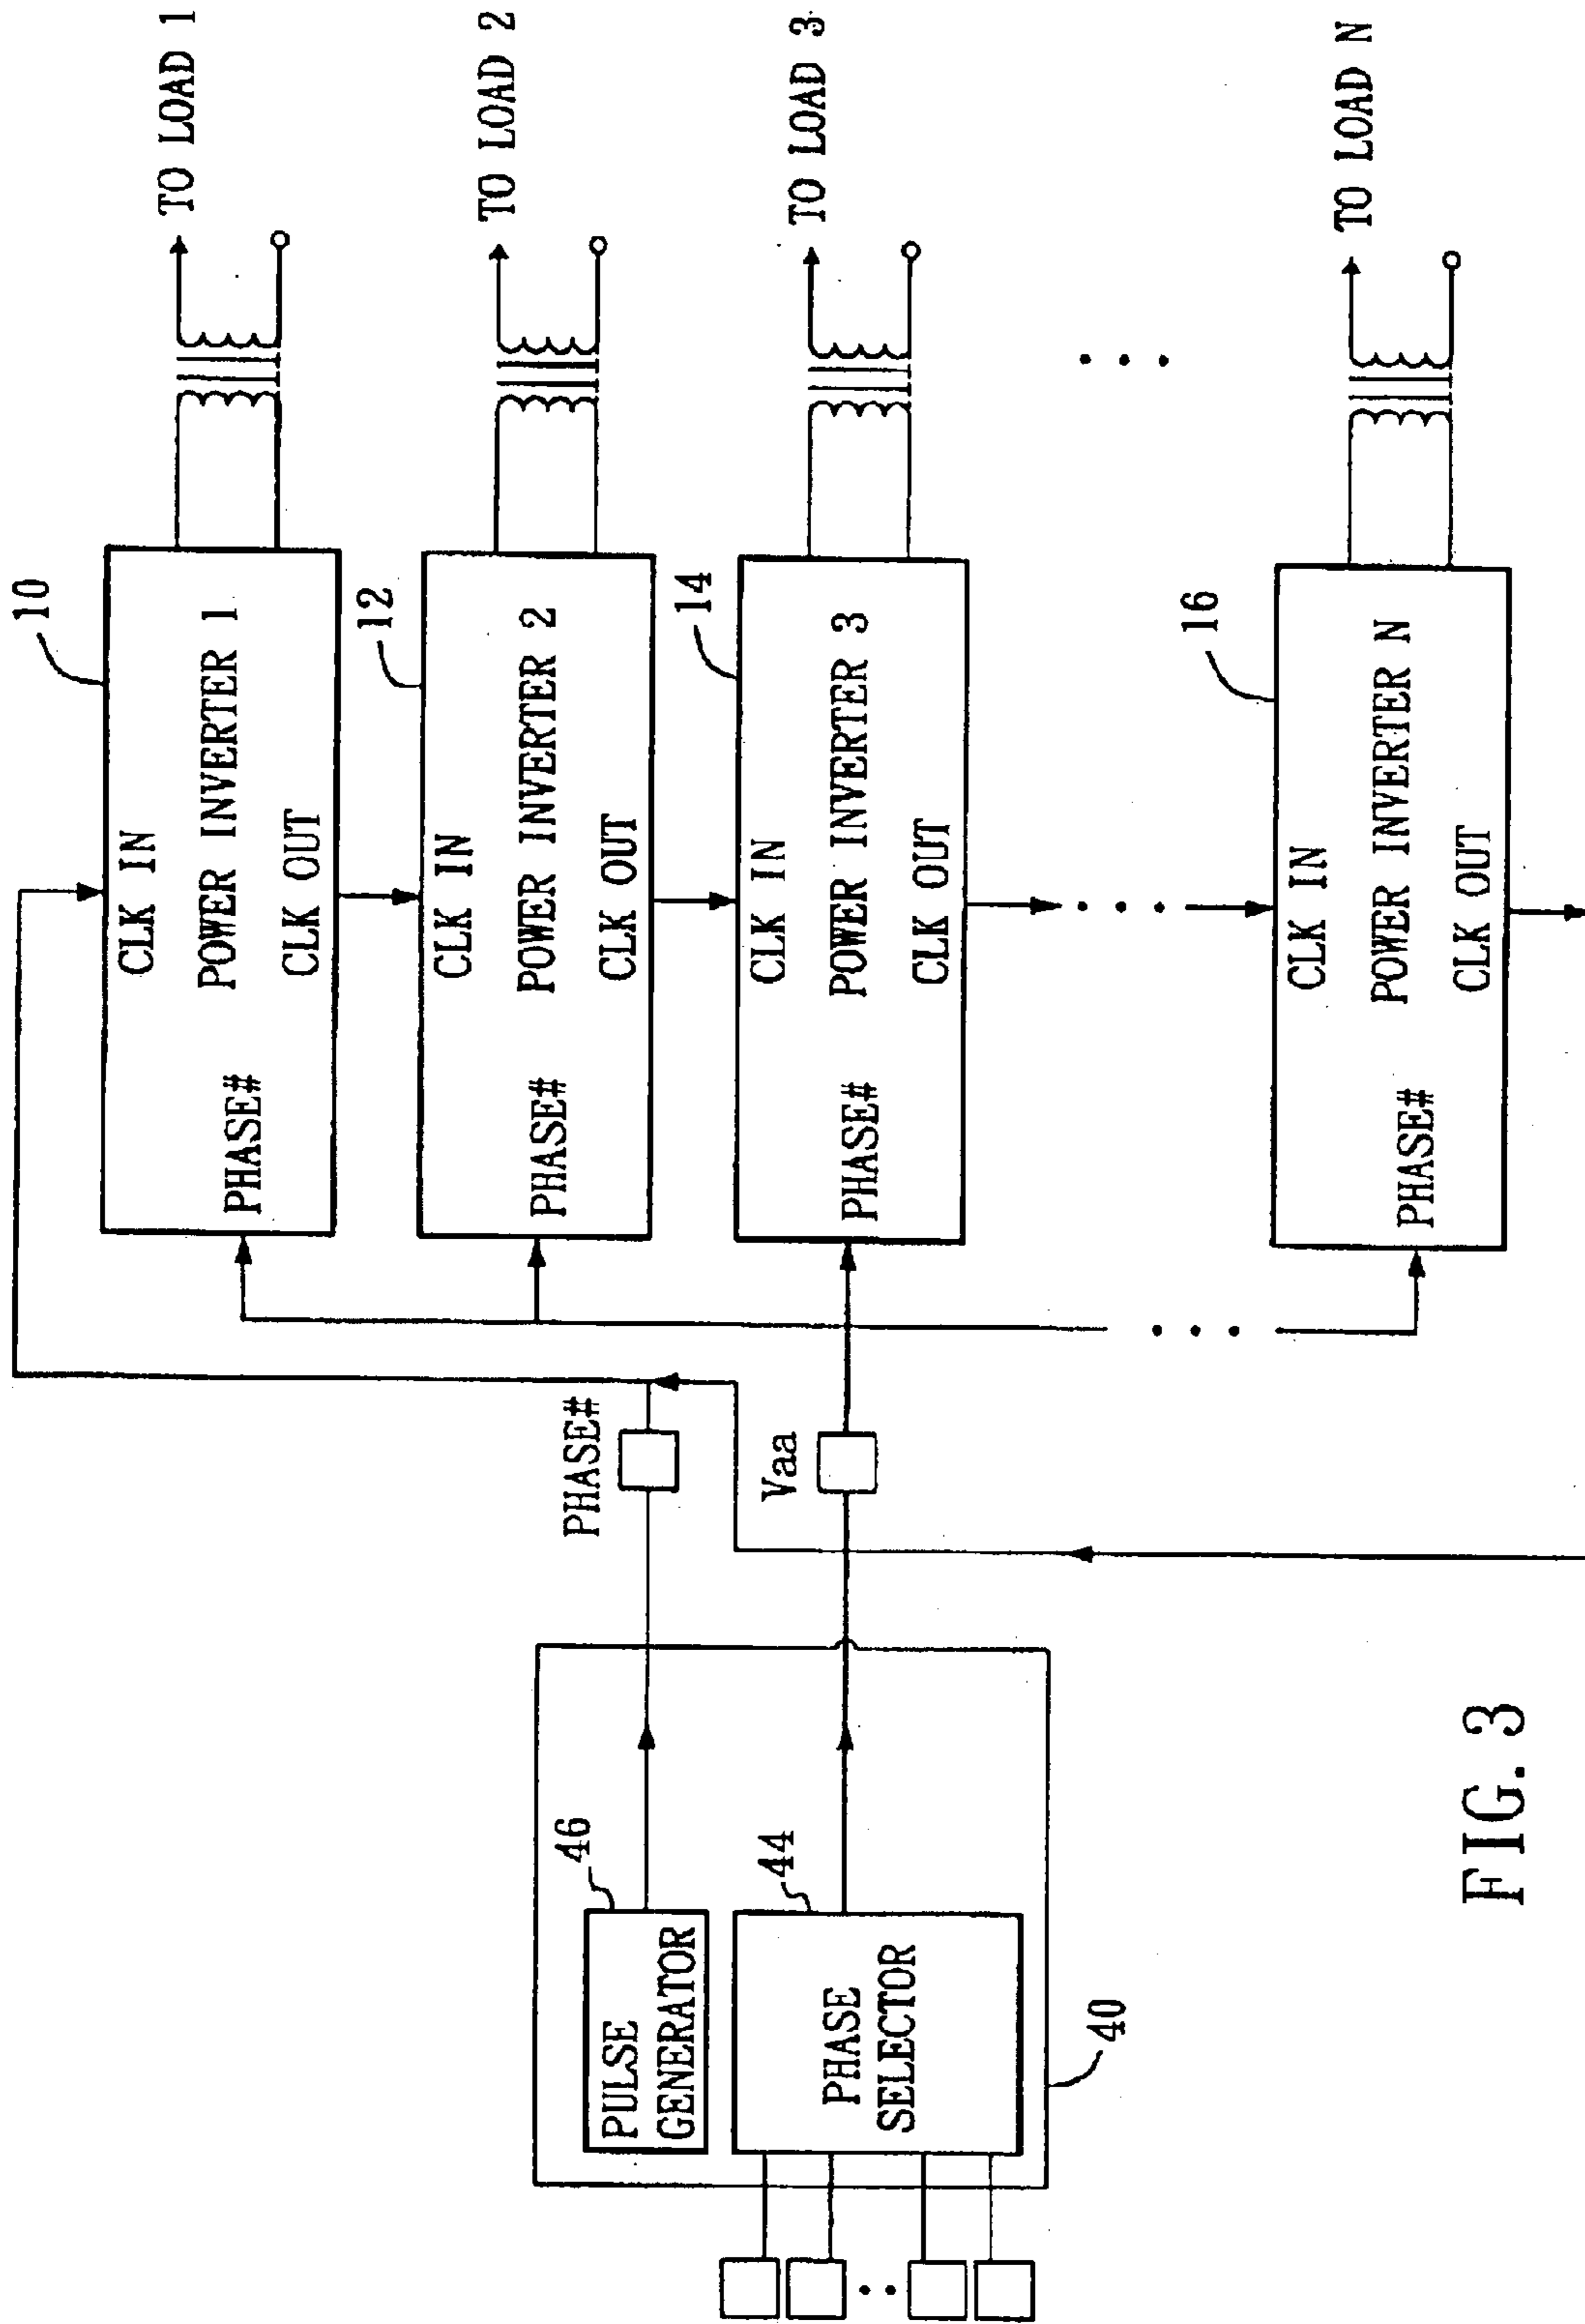 10
CLK IN
POWER INVERTER 1
CLK OUT
PHASE#
TO LOAD 1
12
CLK IN
POWER INVERTER 2
CLK OUT
PHASE#
TO LOAD 2
14
CLK IN
POWER INVERTER 3
CLK OUT
PHASE#
TO LOAD 3
16
CLK IN
POWER INVERTER N
CLK OUT
PHASE#
TO LOAD N
PHASE#
Vaa
46
PULSE
GENERATOR
44
PHASE
SELECTOR
40
FIG. 3